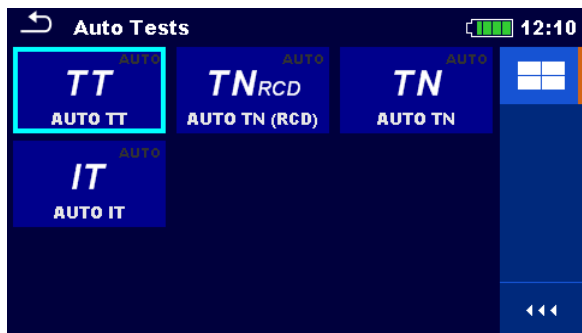 Auto Tests 12:10
AUTO AUTO AUTO
TT TNRCD TN
AUTO TT AUTO TN (RCD) AUTO TN
AUTO
IT
AUTO IT